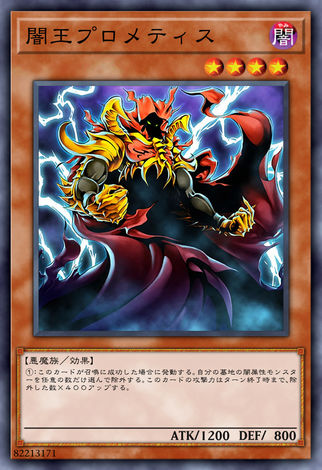 闇王プロメティス
やみ
闇
【悪魔族／効果】
①:このカードが召喚に成功した場合に発動する。自分の墓地の闇属性モンスター
を任意の数だけ選んで除外する。このカードの攻撃力はターン終了時まで、除
外した数×４００アップする。
ATK/1200 DEF/ 800
82213171